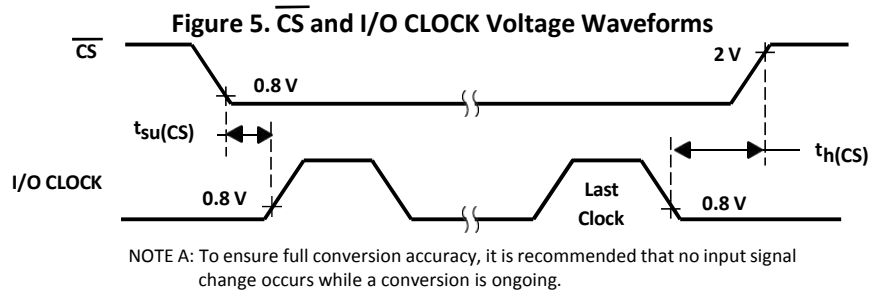 Figure 5. CS and I/O CLOCK Voltage Waveforms
CS
2 V
0.8 V
tsu(CS)
th(CS)
I/O CLOCK
0.8 V
Last
Clock
0.8 V
NOTE A: To ensure full conversion accuracy, it is recommended that no input signal
change occurs while a conversion is ongoing.